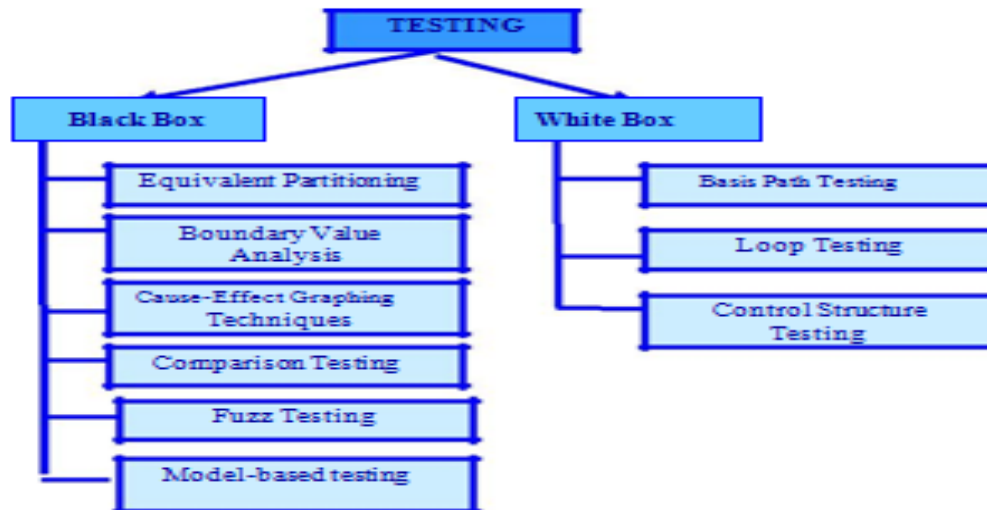 TESTING
Black Box
Equivalent Partitioning
Boundary Value
Analysis
Cause-Effect Graphing
Techniques
Comparison Testing
Fuzz Testing
Model-based testing
White Box
Basis Path Testing
Loop Testing
Control Structure
Testing